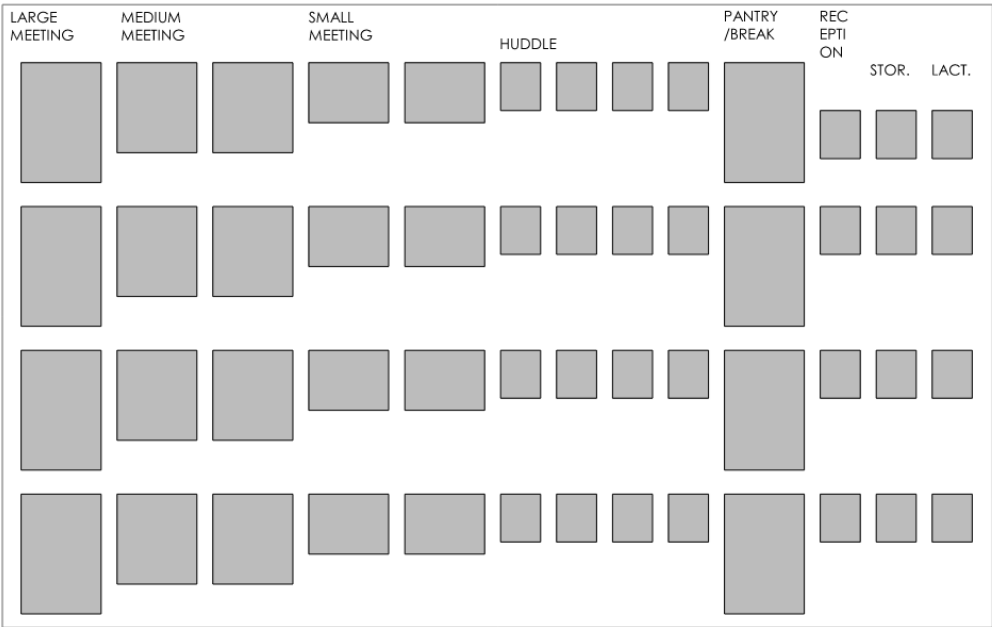 LARGE
MEETING
MEDIUM
MEETING
SMALL
MEETING
HUDDLE
PANTRY
/BREAK
REC
EPTI
ON
STOR.
LACT.